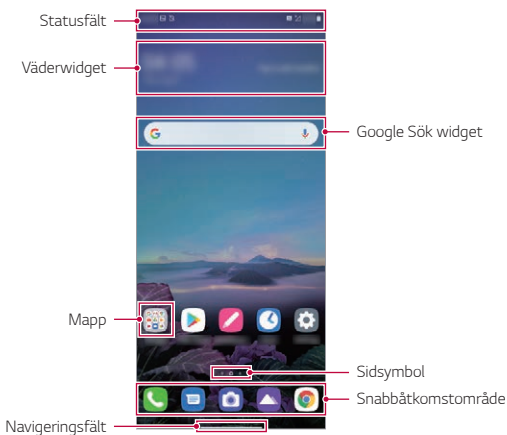 Statusfält
Väderwidget
Google Sök widget
Mapp
Sidsymbol
Snabbåtkomstområde
Navigeringsfält